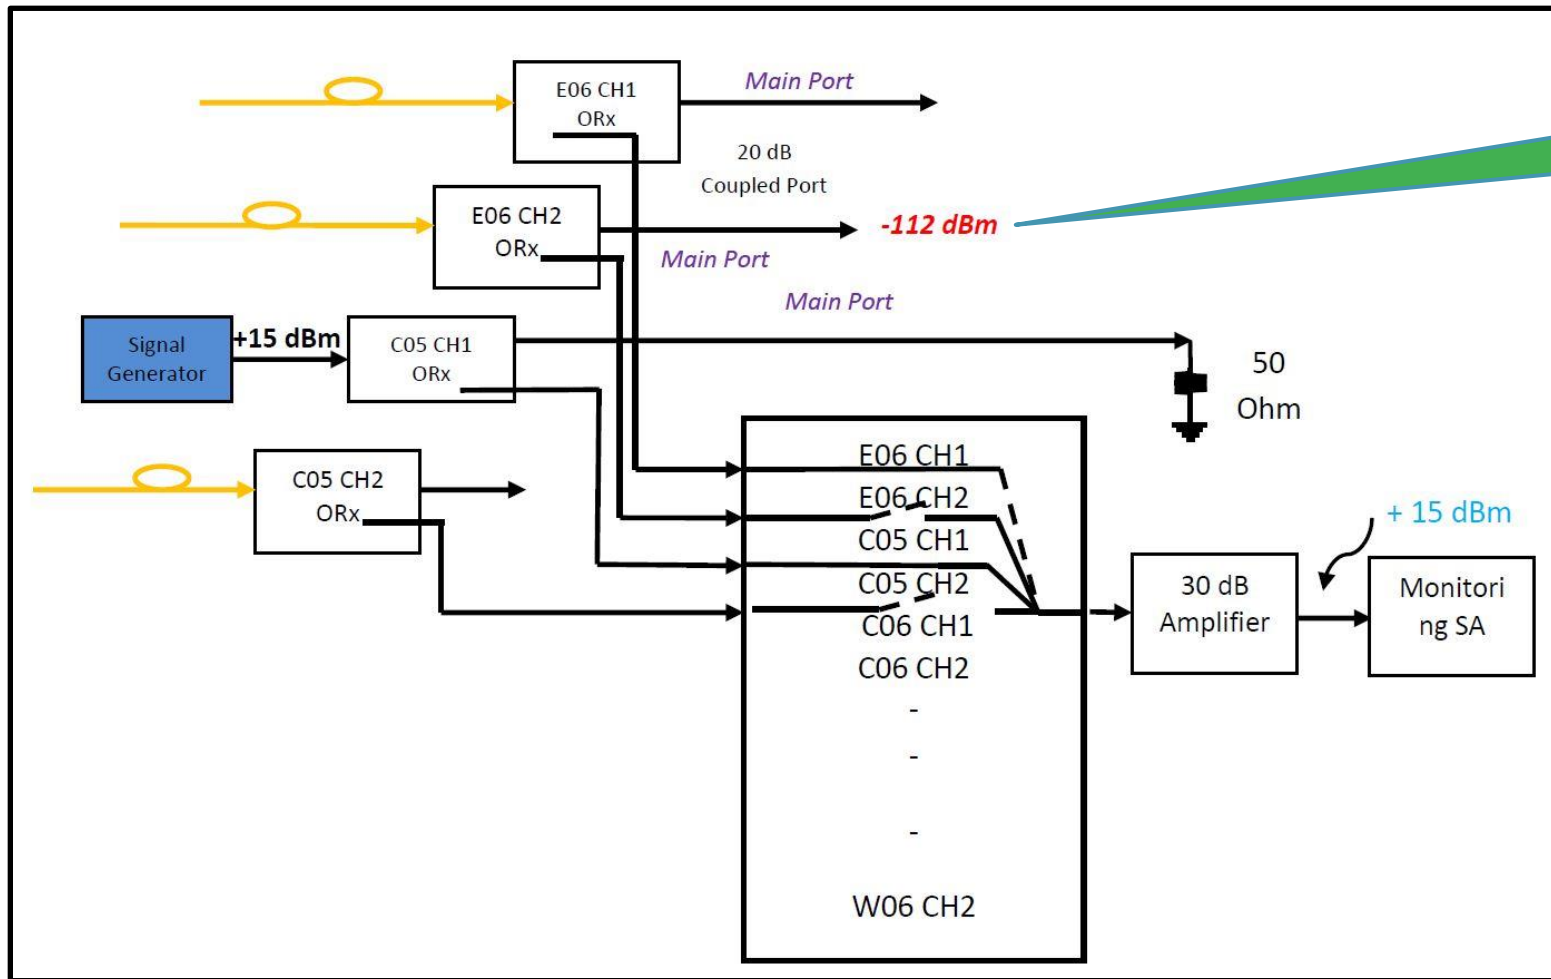 E06 CH1
ORx
Main Port
20 dB
Coupled Port
E06 CH2
ORx
-112 dBm
Main Port
Main Port
Signal
Generator
+15 dBm
C05 CH1
ORx
50
Ohm
C05 CH2
ORx
E06 CH1
E06 CH2
C05 CH1
C05 CH2
C06 CH1
C06 CH2
-
-
-
W06 CH2
+ 15 dBm
30 dB
Amplifier
Monitori
ng SA